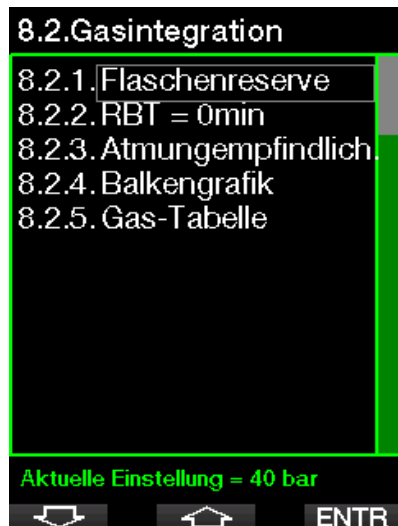 8.2.Gasintegration
8.2.1.Flaschenreserve
8.2.2.RBT = 0min
8.2.3.Atmungempfindlich.
8.2.4.Balkengrafik
8.2.5.Gas-Tabelle
Aktuelle Einstellung = 40 bar
ENTR